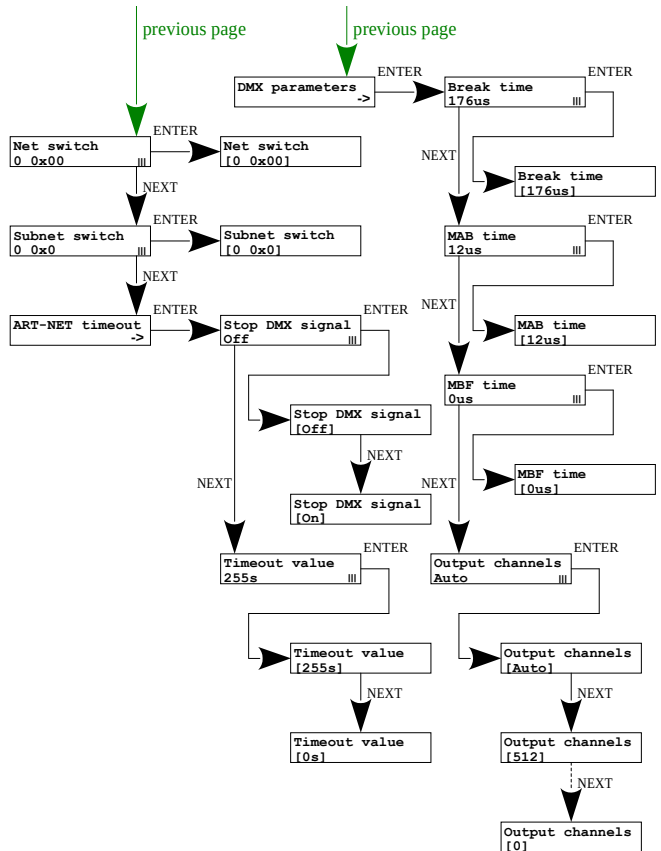 previous page
previous page
DMX parameters
->
ENTER
Break time
176us
ENTER
Net switch
0 0x00
ENTER
Net switch
[0 0x00]
NEXT
Break time
[176us]
NEXT
Subnet switch
0 0x0
ENTER
Subnet switch
[0 0x0]
MAB time
12us
ENTER
NEXT
ART-NET timeout
->
ENTER
Stop DMX signal
Off
ENTER
NEXT
MAB time
[12us]
MBF time
0us
ENTER
Stop DMX signal
[Off]
NEXT
Stop DMX signal
[On]
NEXT
MBF time
[0us]
NEXT
Timeout value
255s
ENTER
Output channels
Auto
ENTER
Timeout value
[255s]
NEXT
Timeout value
[0s]
Output channels
[Auto]
NEXT
Output channels
[512]
NEXT
Output channels
[0]